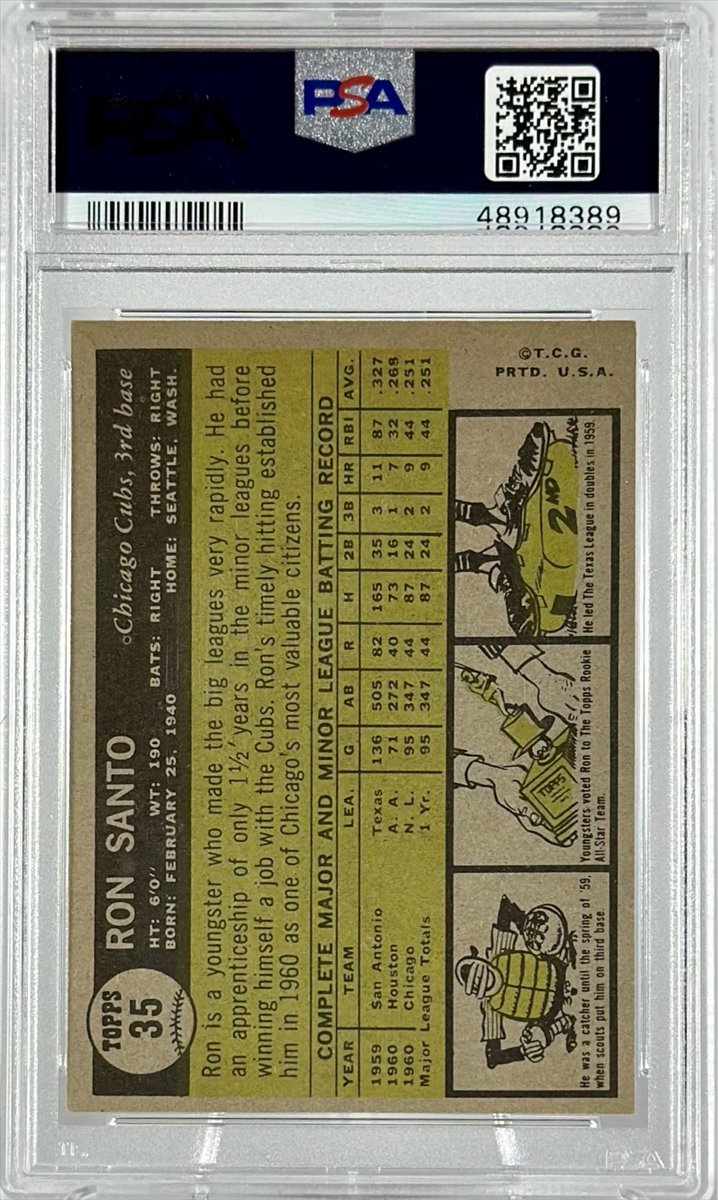 PSA
PSA
48918389
TOPPS
35
RON SANTO
Chicago Cubs, 3rd base
HT: 6'0" WT: 190 BATS: RIGHT THROWS: RIGHT
BORN: FEBRUARY 25, 1940 HOME: SEATTLE, WASH.
Ron is a youngster who made the big leagues very rapidly. He had
an apprenticeship of only 1½ years in the minor leagues before
winning himself a job with the Cubs. Ron's timely hitting established
him in 1960 as one of Chicago's most valuable citizens.
COMPLETE MAJOR AND MINOR LEAGUE BATTING RECORD
YEAR TEAM LEA. G AB R H 2B 3B HR RBI AVG.
1959 San Antonio Texas 136 505 82 165 35 3 11 87 .327
1960 Houston A. A. 71 272 40 73 16 1 7 32 .268
1960 Chicago N. L. 95 347 44 87 24 2 9 44 .251
Major League Totals 1 Yr. 95 347 44 87 24 2 9 44 .251
He was a catcher until the spring of '59,
when scouts put him on third base.
TOPPS
Youngsters voted Ron to The Topps Rookie
All-Star Team.
2ND
He led The Texas League in doubles in 1959.
©T.C.G.
PRTD. U.S.A.